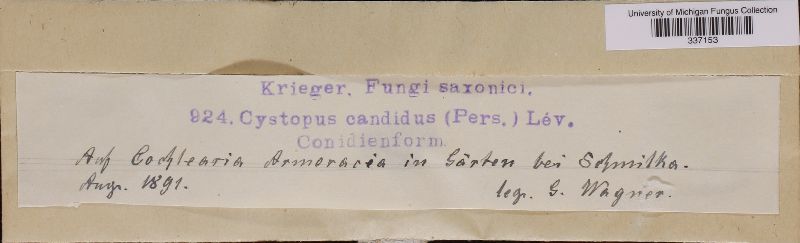 University of Michigan Fungus Collection
337153
Krieger, Fungi saxonici.
924. Cystopus candidus (Pers.) Lév.
Conidienform.
Auf Cochlearia Armoracia in Gärten bei Schmilka.
Aug. 1891.
leg. G. Wagner.